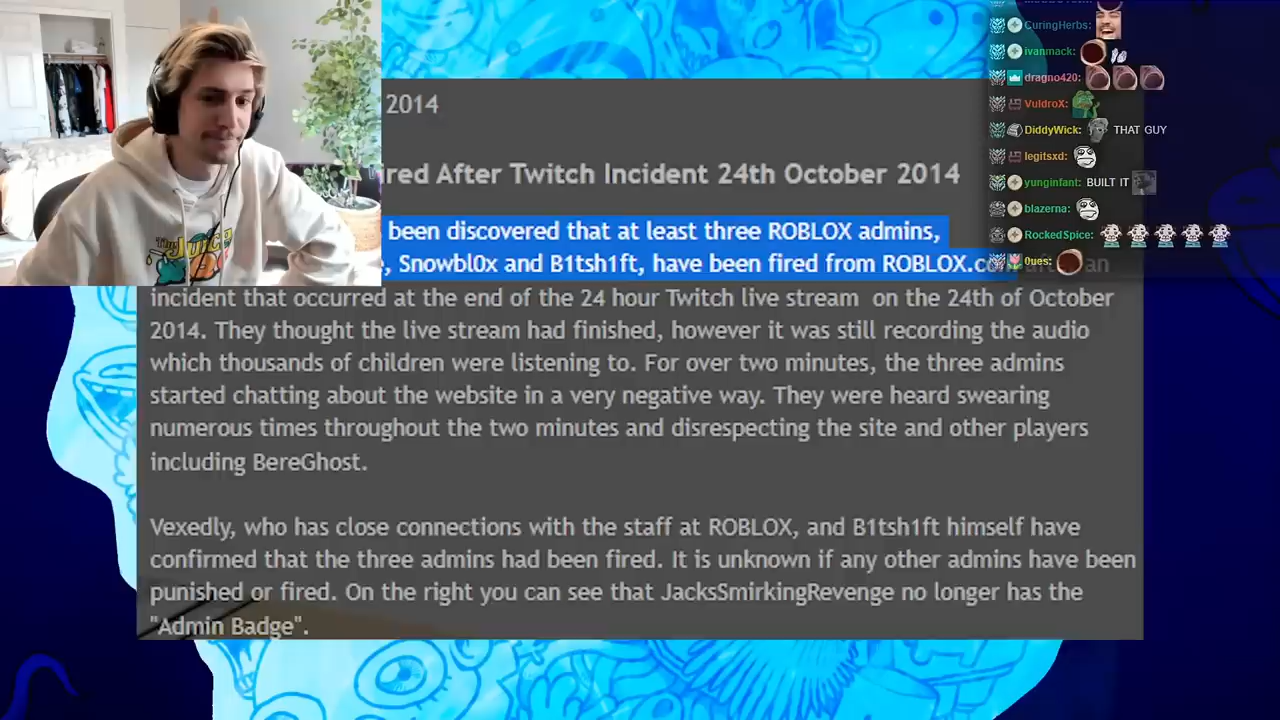 2014
red After Twitch Incident 24th October 2014
been discovered that at least three ROBLOX admins,
, Snowbl0x and B1tsh1ft, have been fired from ROBLOX.co
an
incident that occurred at the end of the 24 hour Twitch live stream on the 24th of October
2014. They thought the live stream had finished, however it was still recording the audio
which thousands of children were listening to. For over two minutes, the three admins
started chatting about the website in a very negative way. They were heard swearing
numerous times throughout the two minutes and disrespecting the site and other players
including BereGhost.
Vexedly, who has close connections with the staff at ROBLOX, and B1tsh1ft himself have
confirmed that the three admins had been fired. It is unknown if any other admins have been
punished or fired. On the right you can see that JacksSmirkingRevenge no longer has the
"Admin Badge".
CuringHerbs:
ivanmack:
dragno420:
VuldroX:
DiddyWick: THAT GUY
legitsxd:
yunginfant: BUILT IT
blazerna:
RockedSpice:
0ues: